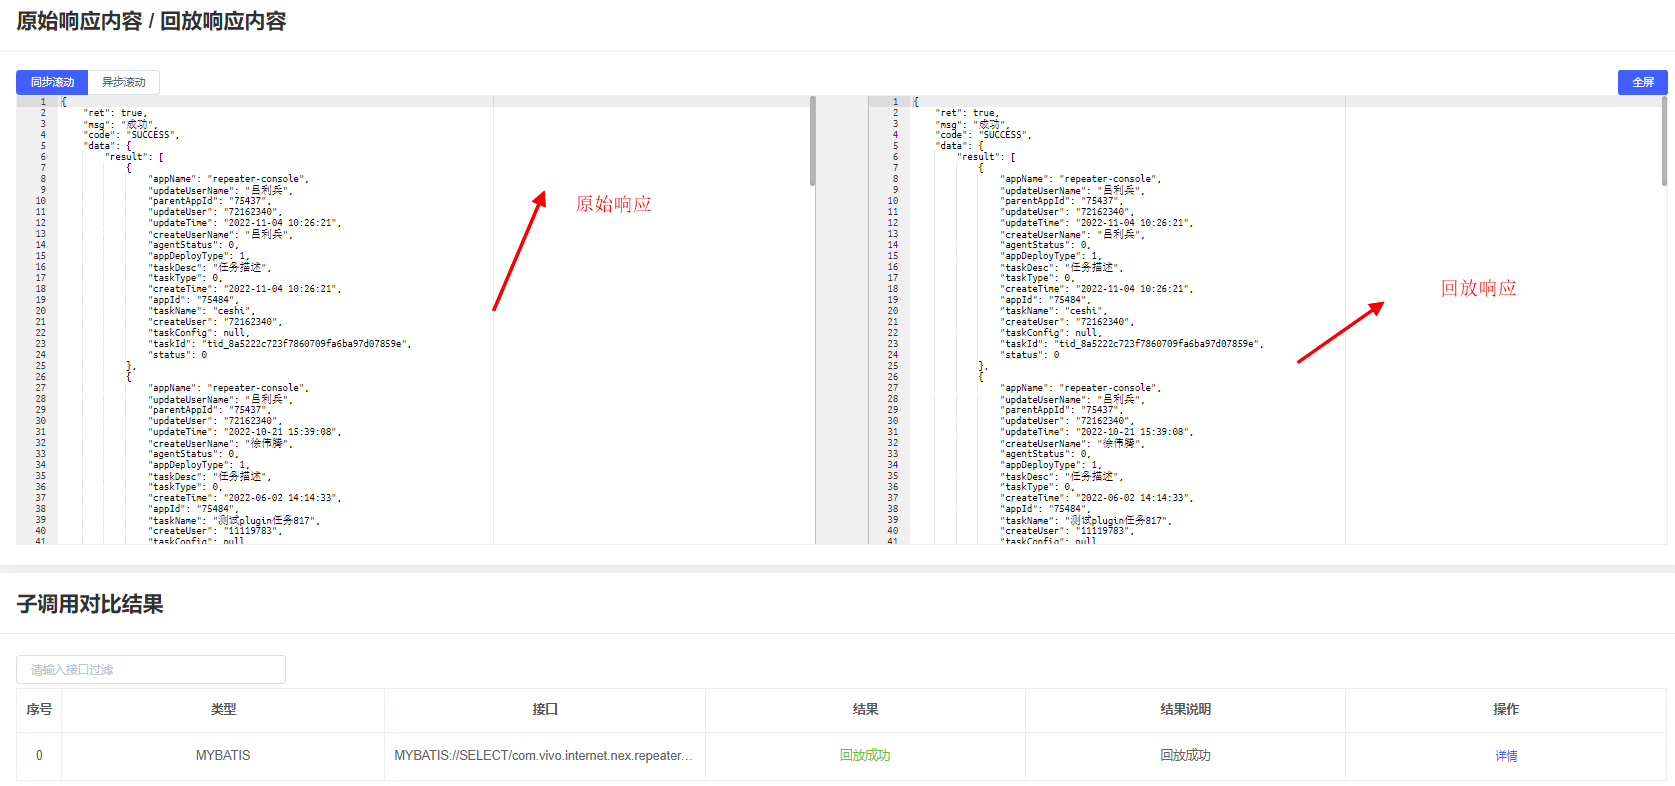 原始响应内容 / 回放响应内容
同步滚动 异步滚动 全屏
1 {
2 "ret": true,
3 "msg": "成功",
4 "code": "SUCCESS",
5 "data": {
6 "result": [
7 {
8 "appName": "repeater-console",
9 "updateUserName": "吕利兵",
10 "parentAppId": "75437",
11 "updateUser": "72162340",
12 "updateTime": "2022-11-04 10:26:21",
13 "createUserName": "吕利兵",
14 "agentStatus": 0,
15 "appDeployType": 1,
16 "taskDesc": "任务描述",
17 "taskType": 0,
18 "createTime": "2022-11-04 10:26:21",
19 "appId": "75484",
20 "taskName": "ceshi",
21 "createUser": "72162340",
22 "taskConfig": null,
23 "taskId": "tid_8a5222c723f7860709fa6ba97d07859e",
24 "status": 0
25 },
26 {
27 "appName": "repeater-console",
28 "updateUserName": "吕利兵",
29 "parentAppId": "75437",
30 "updateUser": "72162340",
31 "updateTime": "2022-10-21 15:39:08",
32 "createUserName": "徐伟腾",
33 "agentStatus": 0,
34 "appDeployType": 1,
35 "taskDesc": "任务描述",
36 "taskType": 0,
37 "createTime": "2022-06-02 14:14:33",
38 "appId": "75484",
39 "taskName": "测试plugin任务817",
40 "createUser": "11119783",
41 "taskConfig": null
原始响应
1 {
2 "ret": true,
3 "msg": "成功",
4 "code": "SUCCESS",
5 "data": {
6 "result": [
7 {
8 "appName": "repeater-console",
9 "updateUserName": "吕利兵",
10 "parentAppId": "75437",
11 "updateUser": "72162340",
12 "updateTime": "2022-11-04 10:26:21",
13 "createUserName": "吕利兵",
14 "agentStatus": 0,
15 "appDeployType": 1,
16 "taskDesc": "任务描述",
17 "taskType": 0,
18 "createTime": "2022-11-04 10:26:21",
19 "appId": "75484",
20 "taskName": "ceshi",
21 "createUser": "72162340",
22 "taskConfig": null,
23 "taskId": "tid_8a5222c723f7860709fa6ba97d07859e",
24 "status": 0
25 },
26 {
27 "appName": "repeater-console",
28 "updateUserName": "吕利兵",
29 "parentAppId": "75437",
30 "updateUser": "72162340",
31 "updateTime": "2022-10-21 15:39:08",
32 "createUserName": "徐伟腾",
33 "agentStatus": 0,
34 "appDeployType": 1,
35 "taskDesc": "任务描述",
36 "taskType": 0,
37 "createTime": "2022-06-02 14:14:33",
38 "appId": "75484",
39 "taskName": "测试plugin任务817",
40 "createUser": "11119783",
41 "taskConfig": null
回放响应
子调用对比结果
请输入接口过滤
序号 类型 接口 结果 结果说明 操作
0 MYBATIS MYBATIS://SELECT/com.vivo.internet.nex.repeater... 回放成功 回放成功 详情